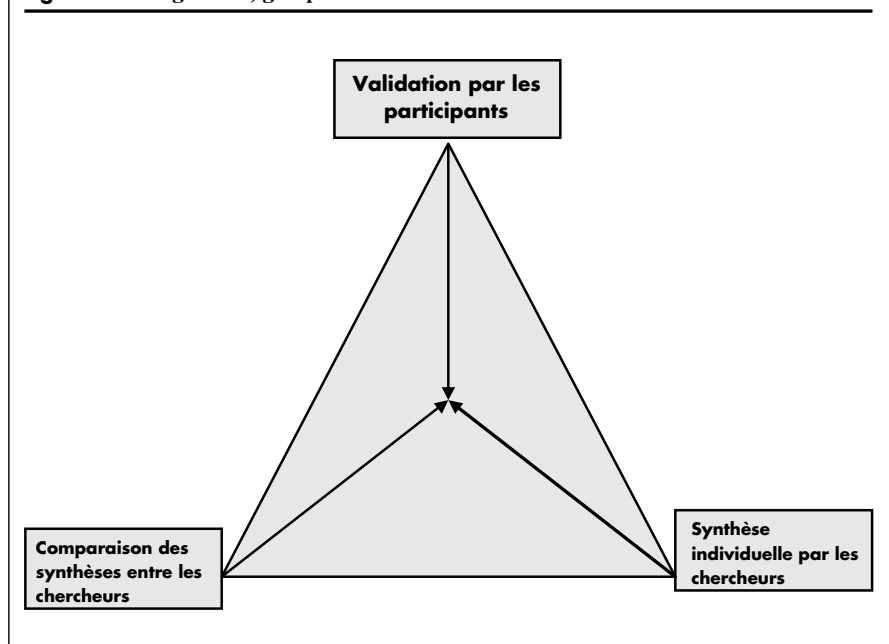 Validation par les
participants
Comparaison des
synthèses entre les
chercheurs
Synthèse
individuelle par les
chercheurs